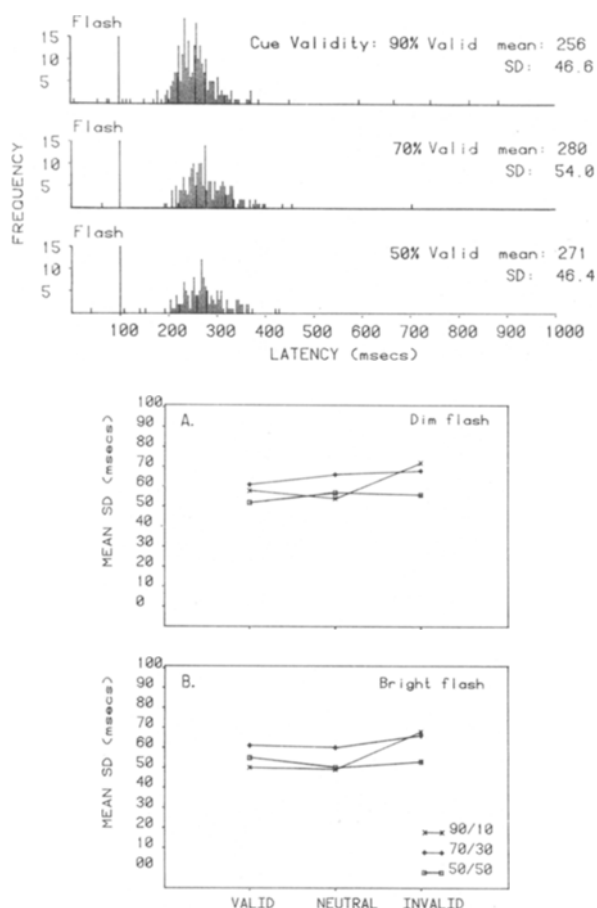 Flash
Cue Validity: 90% Valid mean: 256
SD: 46.6
15
10
5
Flash
70% Valid mean: 280
SD: 54.0
15
10
5
FREQUENCY
Flash
50% Valid mean: 271
SD: 46.4
15
10
5
100 200 300 400 500 600 700 800 900 1000
LATENCY (msecs)
A.
Dim flash
100
90
80
70
60
50
40
30
20
10
0
MEAN SD (msecs)
B.
Bright flash
100
90
80
70
60
50
40
30
20
10
00
MEAN SD (msecs)
90/10
70/30
50/50
VALID NEUTRAL INVALID